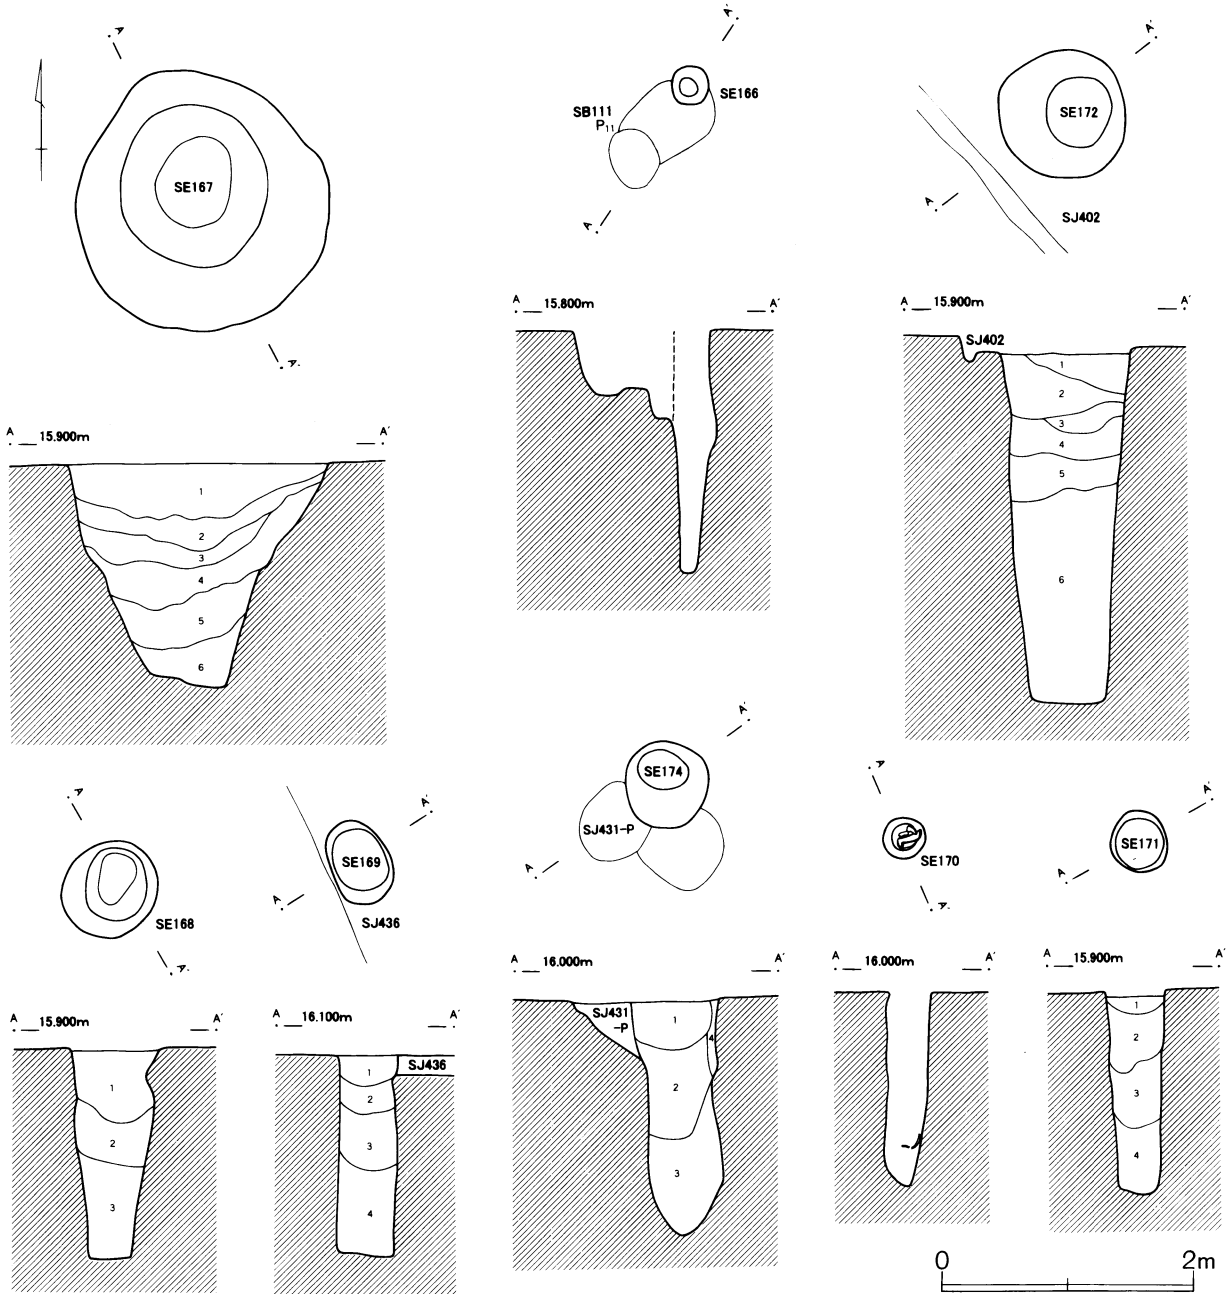 A A'
SE167
A A'
15.900m
1
2
3
4
5
6
A A'
SB111
P11
SE166
A A'
15.800m
A A'
SE172
SJ402
A A'
15.900m
SJ402
1
2
3
4
5
6
A A'
SE168
A A'
15.900m
1
2
3
A A'
SE169
SJ436
A A'
16.100m
SJ436
1
2
3
4
A A'
SE174
SJ431-P
A A'
16.000m
SJ431
-P
1
4
2
3
A A'
SE170
A A'
16.000m
A A'
SE171
A A'
15.900m
1
2
3
4
0 2m